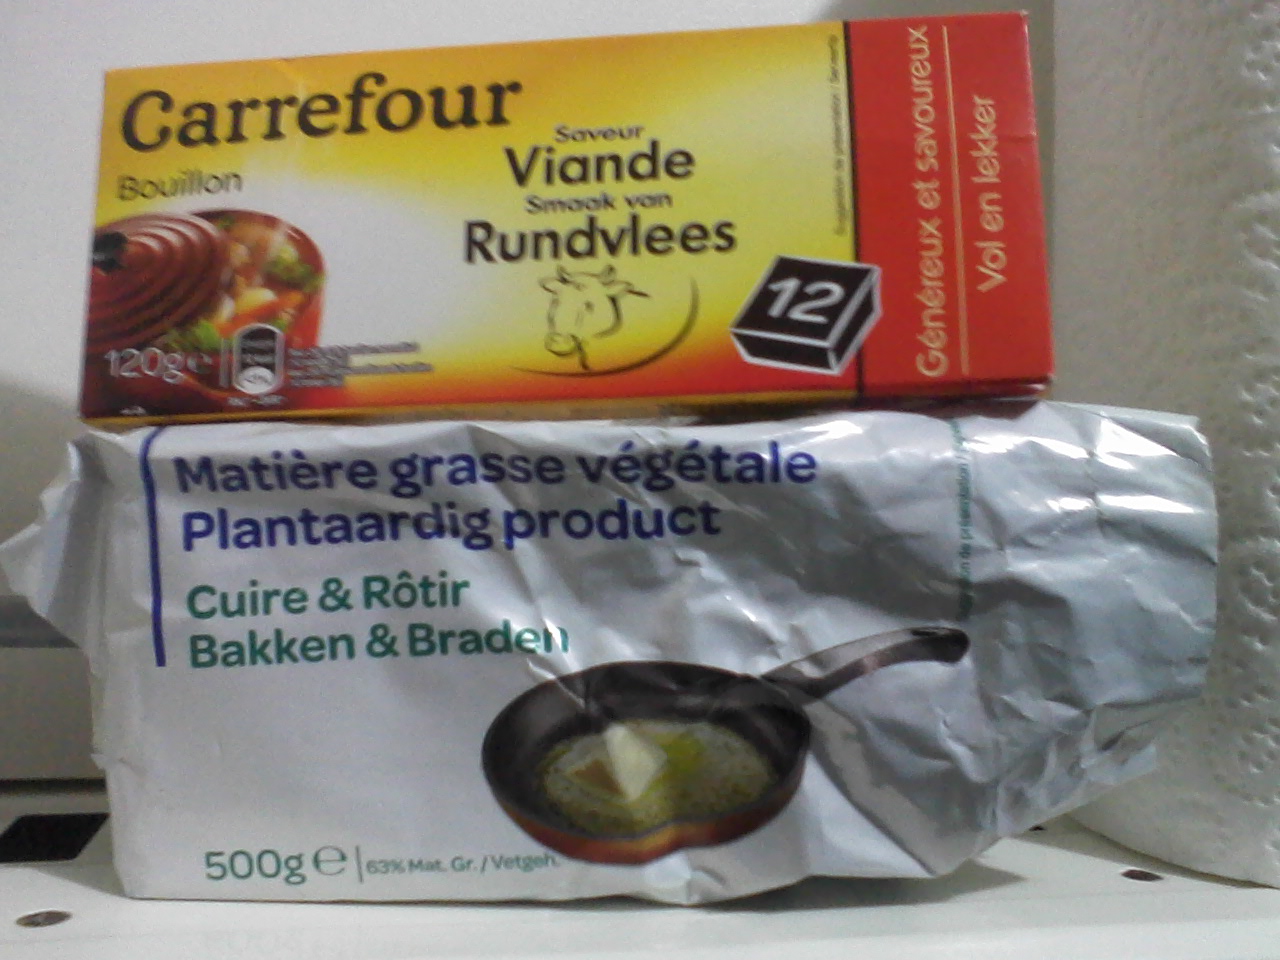 Carrefour
Bouillon
Saveur
Viande
Smaak van
Rundvlees
12
120g e
Généreux et savoureux
Vol en lekker
Matière grasse végétale
Plantaardig product
Cuire & Rôtir
Bakken & Braden
500g e | 63% Mat. Gr. / Vetgeh.